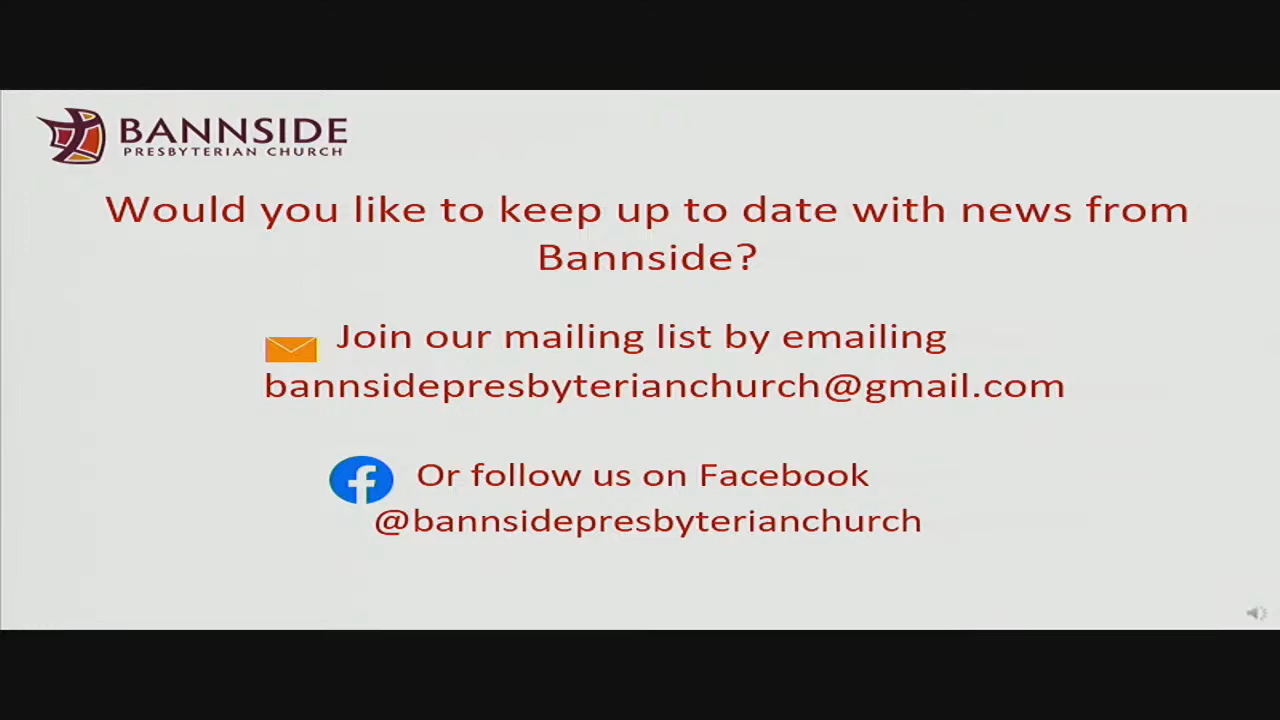 BANNSIDE
PRESBYTERIAN CHURCH
Would you like to keep up to date with news from
Bannside?
Join our mailing list by emailing
bannsidepresbyterianchurch@gmail.com
Or follow us on Facebook
@bannsidepresbyterianchurch